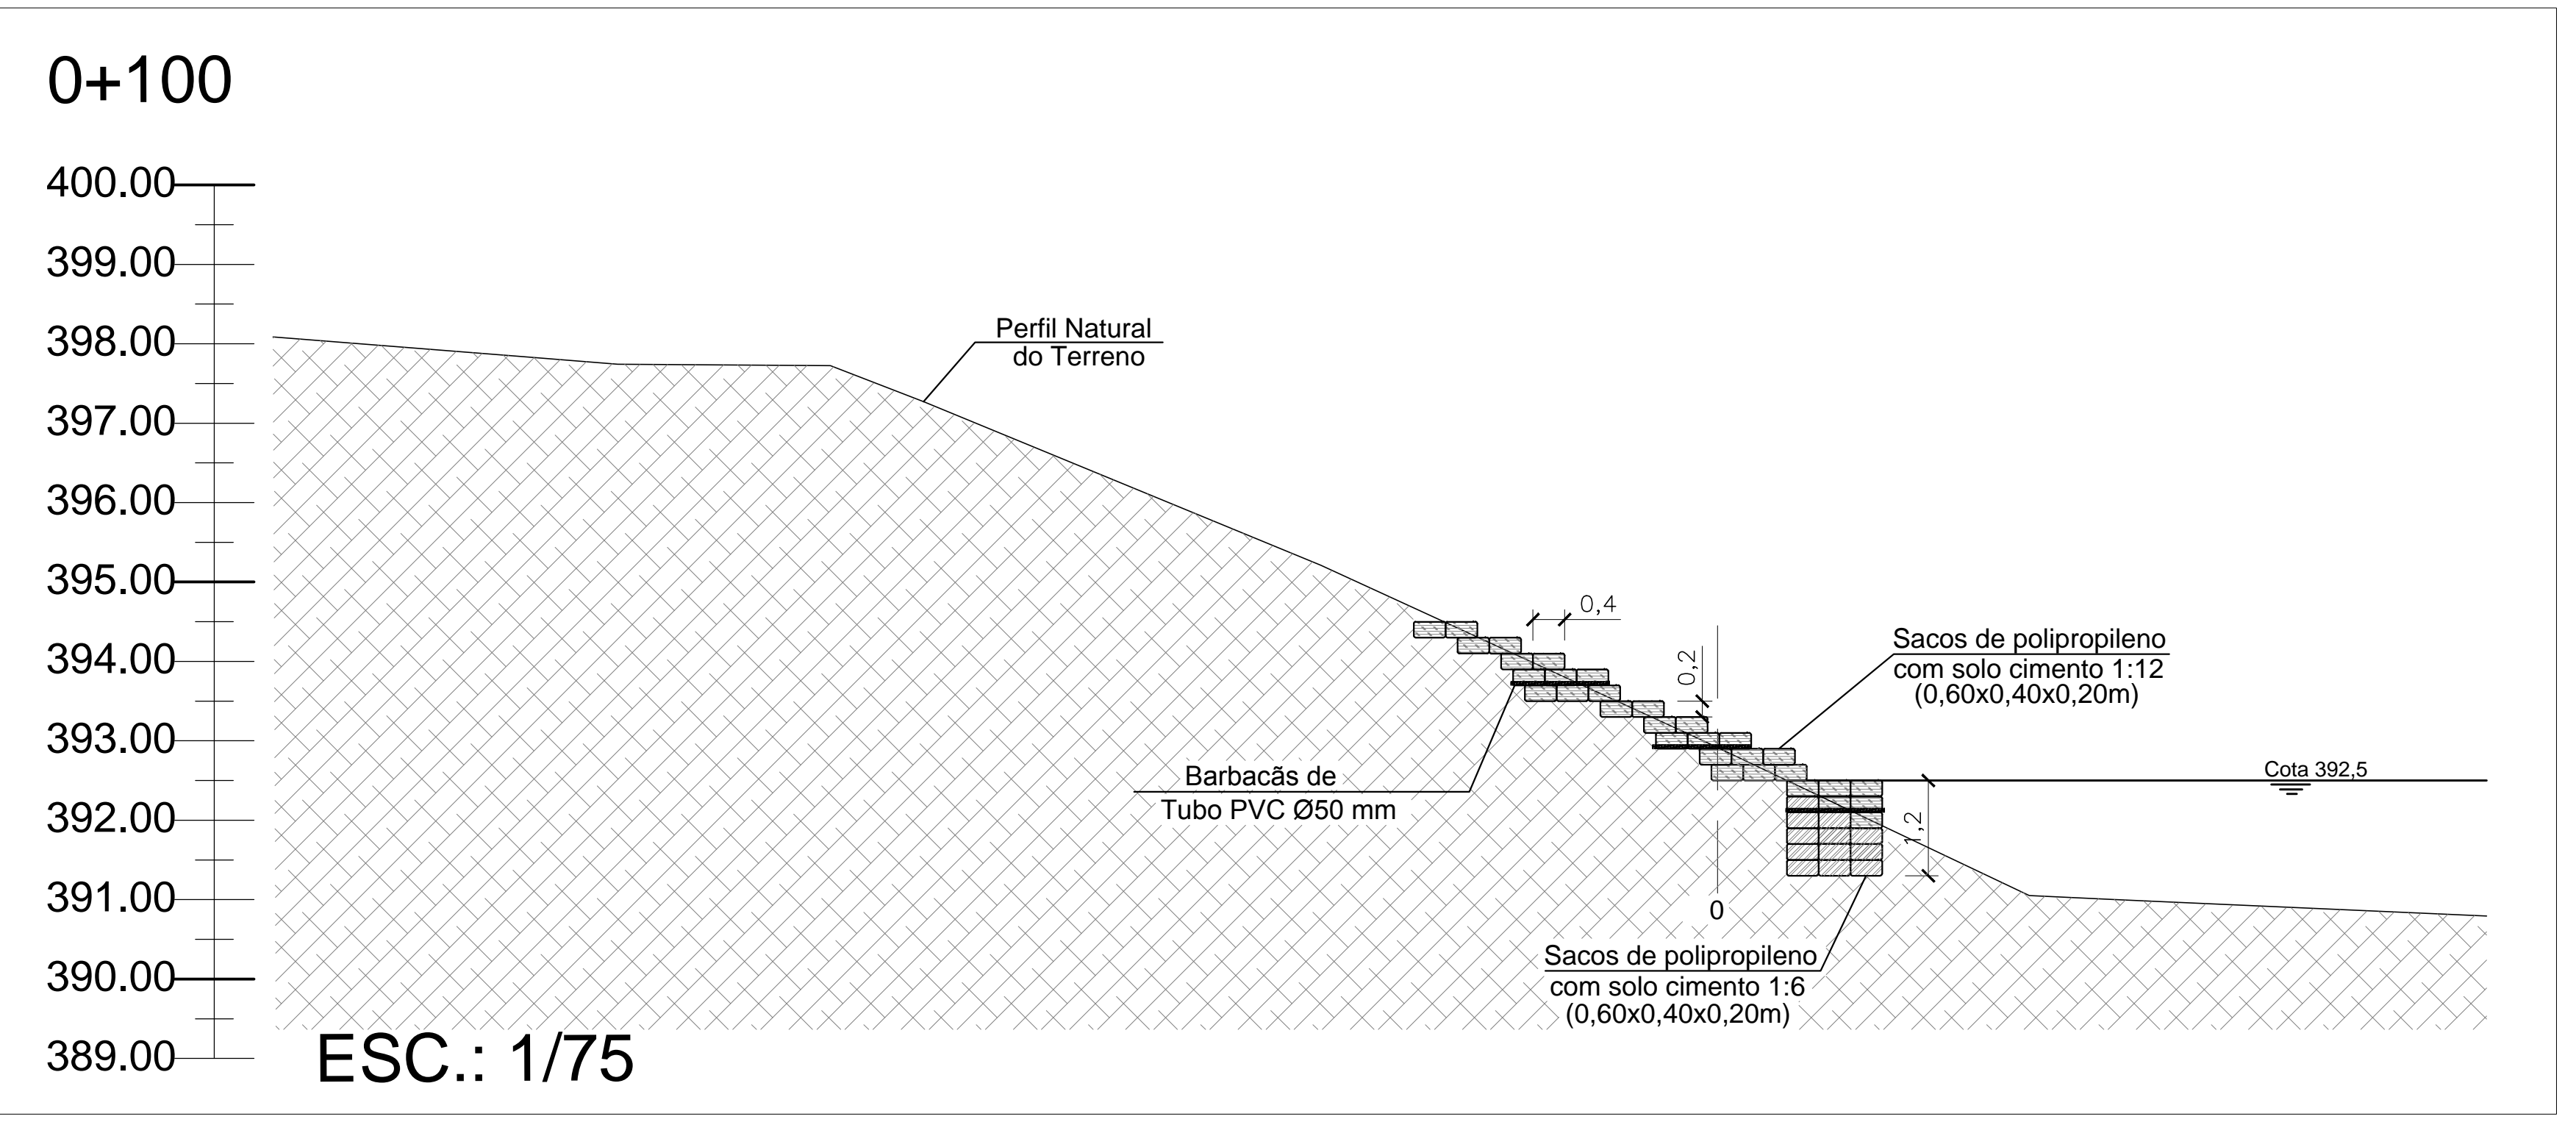 0+100
400.00
399.00
398.00
397.00
396.00
395.00
394.00
393.00
392.00
391.00
390.00
389.00
Perfil Natural
do Terreno
0,4
0,2
Sacos de polipropileno
com solo cimento 1:12
(0,60x0,40x0,20m)
Cota 392,5
Barbacãs de
Tubo PVC Ø50 mm
1,2
0
Sacos de polipropileno
com solo cimento 1:6
(0,60x0,40x0,20m)
ESC.: 1/75